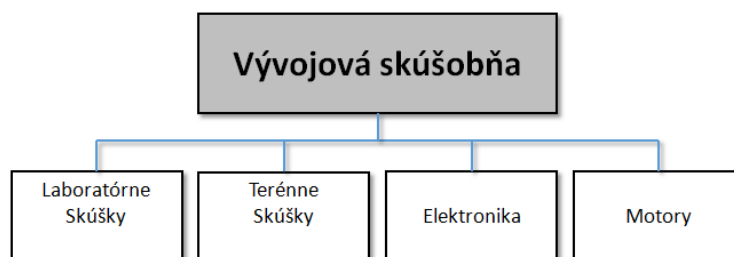 Vývojová skúšobňa
Laboratórne
Skúšky
Terénne
Skúšky
Elektronika
Motory